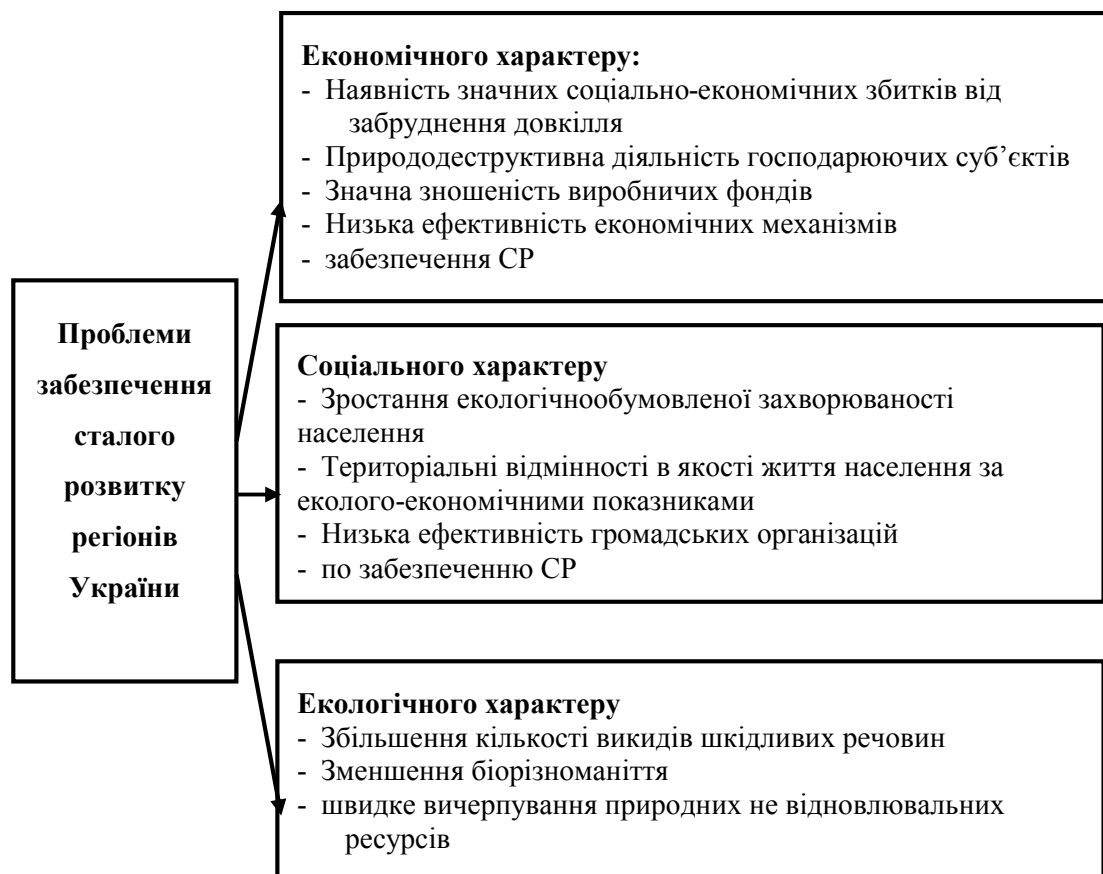 Економічного характеру:
- Наявність значних соціально-економічних збитків від
забруднення довкілля
- Природодеструктивна діяльність господарюючих суб’єктів
- Значна зношеність виробничих фондів
- Низька ефективність економічних механізмів
- забезпечення СР
Проблеми
забезпечення
сталого
розвитку
регіонів
України
Соціального характеру
- Зростання екологічнообумовленої захворюваності
населення
- Територіальні відмінності в якості життя населення за
еколого-економічними показниками
- Низька ефективність громадських організацій
- по забезпеченню СР
Екологічного характеру
- Збільшення кількості викидів шкідливих речовин
- Зменшення біорізноманіття
- швидке вичерпування природних не відновлювальних
ресурсів